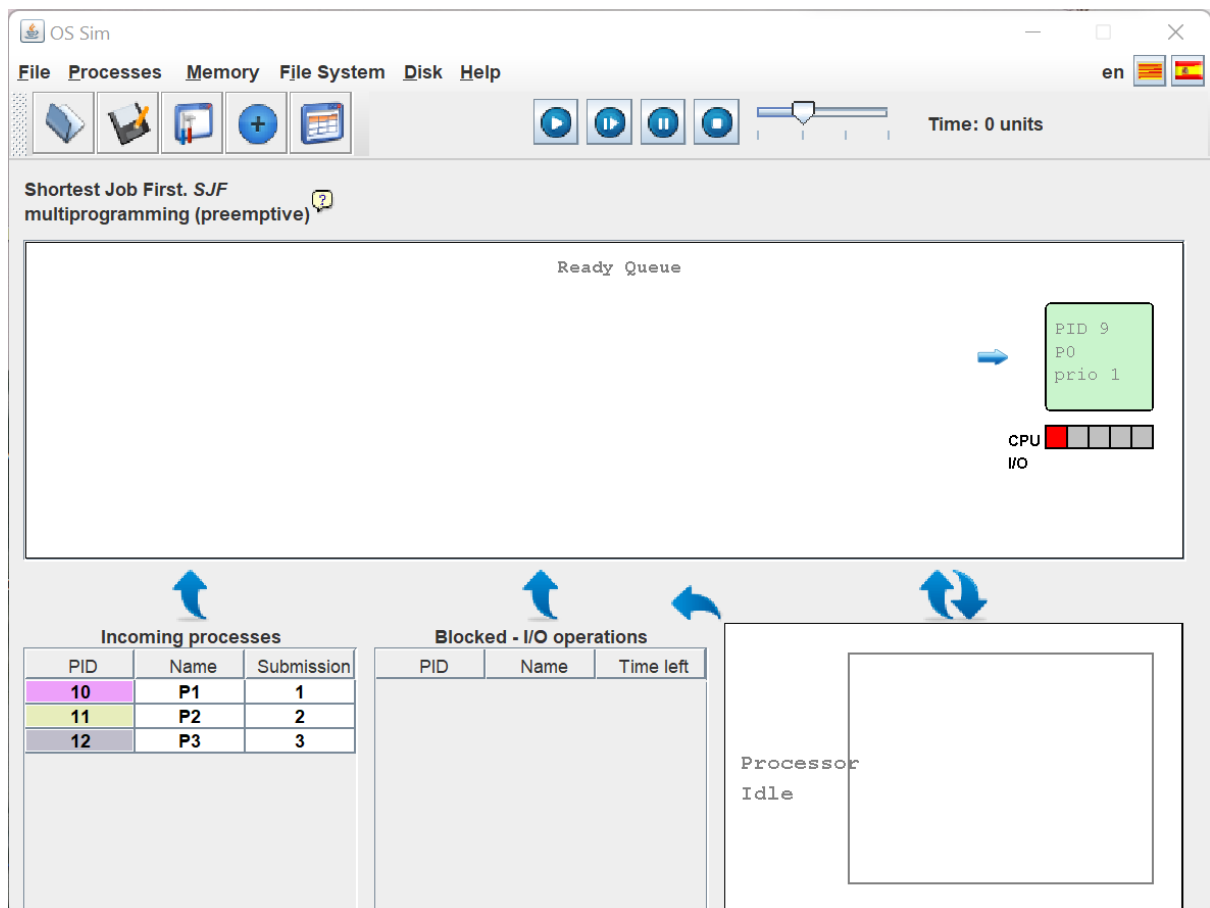 OS Sim
File Processes Memory File System Disk Help en
Time: 0 units
Shortest Job First. SJF
multiprogramming (preemptive)
?
Ready Queue
PID 9
P0
prio 1
CPU
I/O
Incoming processes
PID Name Submission
10 P1 1
11 P2 2
12 P3 3
Blocked - I/O operations
PID Name Time left
Processor
Idle